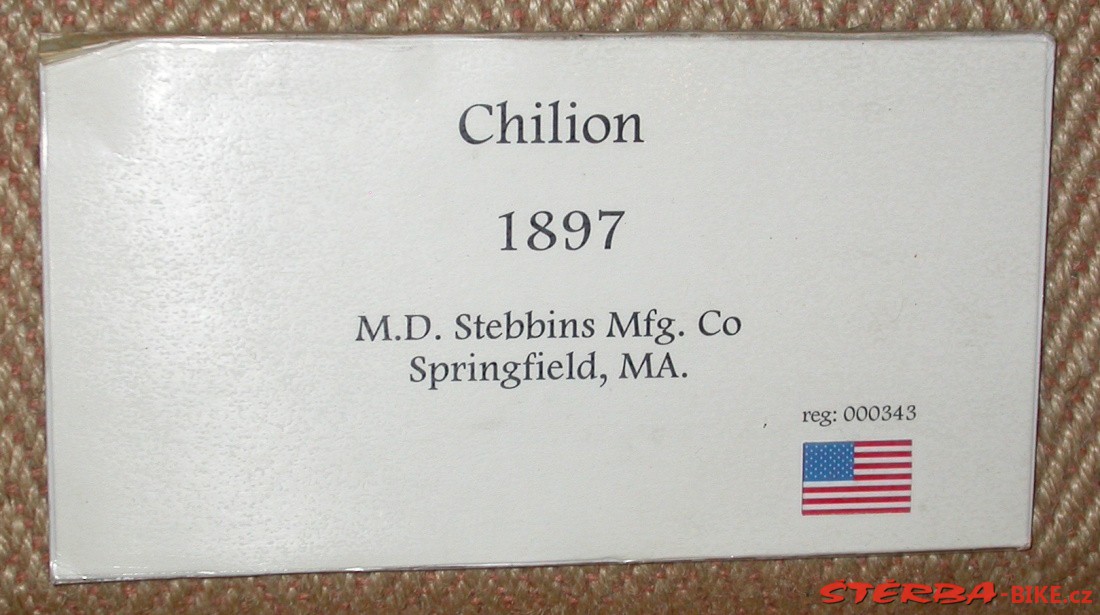 Chilion
1897
M.D. Stebbins Mfg. Co
Springfield, MA.
reg: 000343
STERBA-BIKE.cz